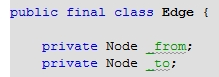 public final class Edge {
private Node _from;
private Node _to;